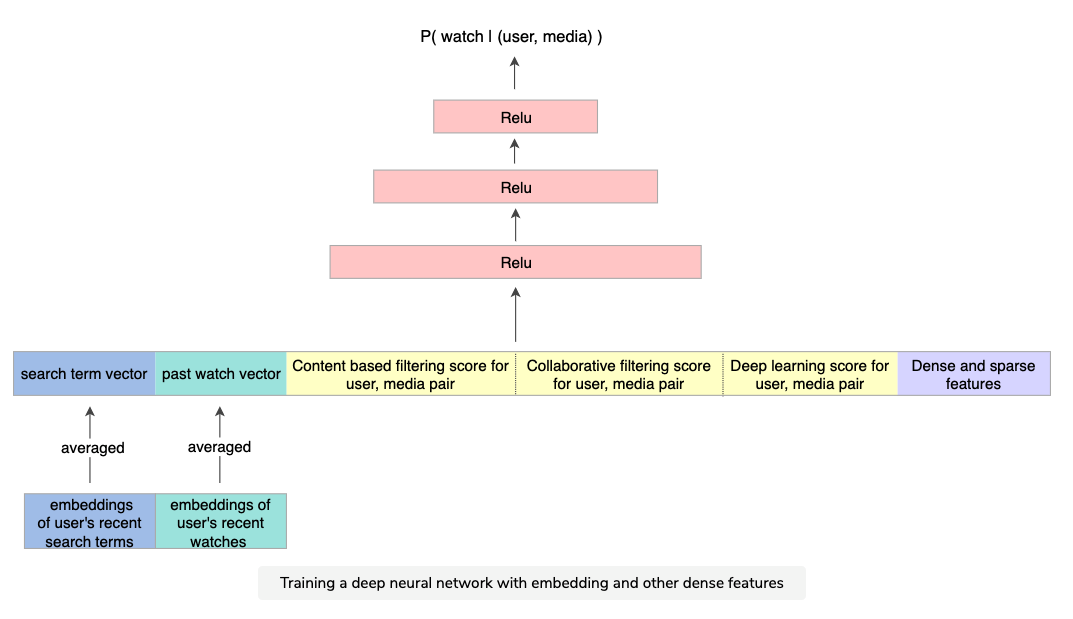 P( watch | (user, media) )
Relu
Relu
Relu
search term vector
past watch vector
Content based filtering score for
user, media pair
Collaborative filtering score
for user, media pair
Deep learning score for
user, media pair
Dense and sparse
features
averaged
averaged
embeddings
of user's recent
search terms
embeddings of
user's recent
watches
Training a deep neural network with embedding and other dense features